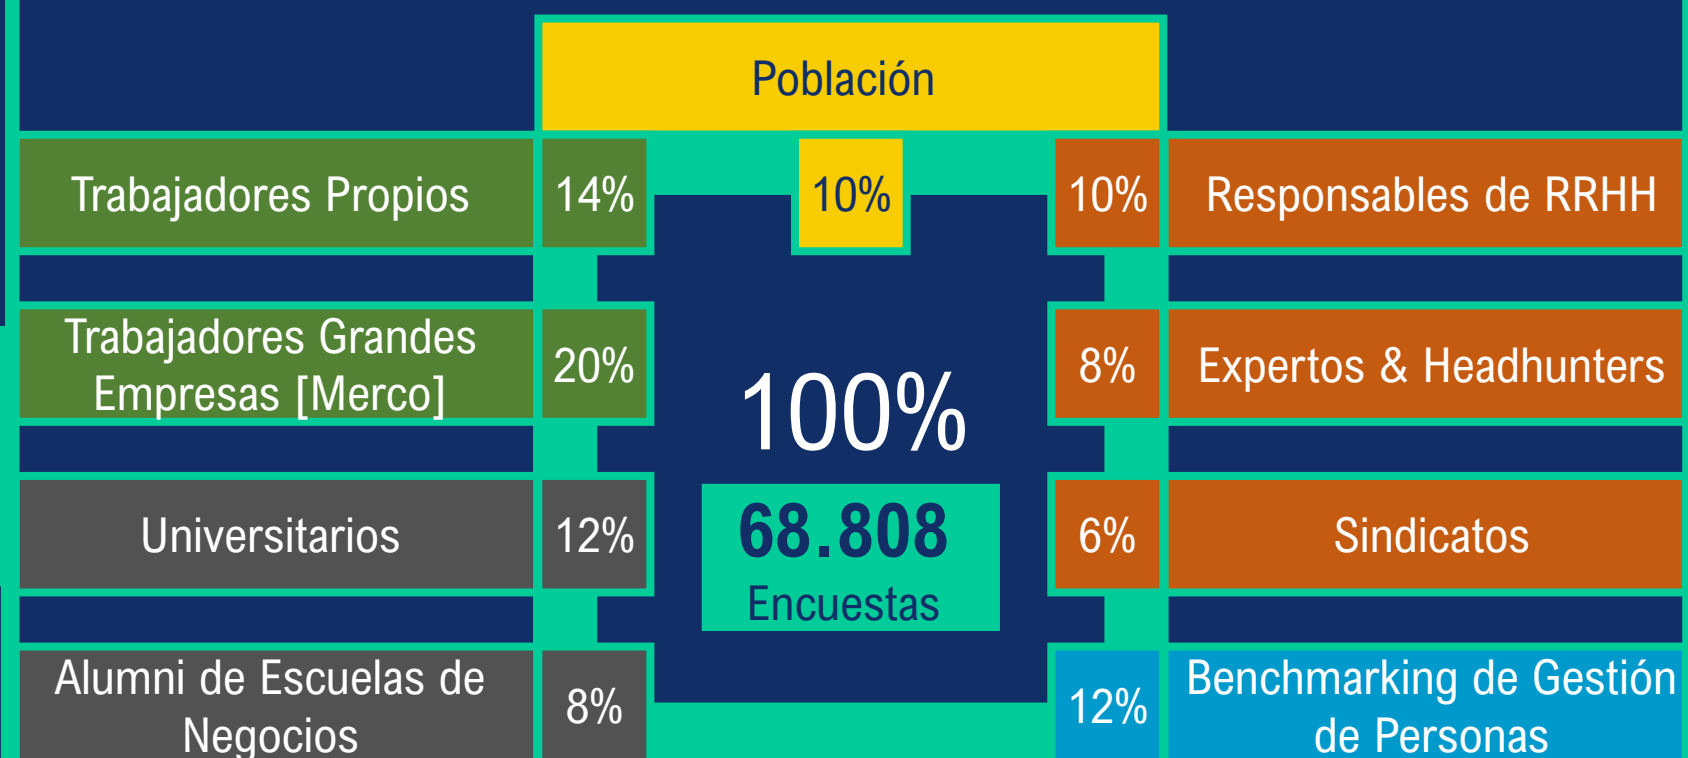 Población
Trabajadores Propios
14%
10%
10%
Responsables de RRHH
Trabajadores Grandes
Empresas [Merco]
20%
8%
Expertos & Headhunters
100%
Universitarios
12%
68.808
Encuestas
6%
Sindicatos
Alumni de Escuelas de
Negocios
8%
12%
Benchmarking de Gestión
de Personas